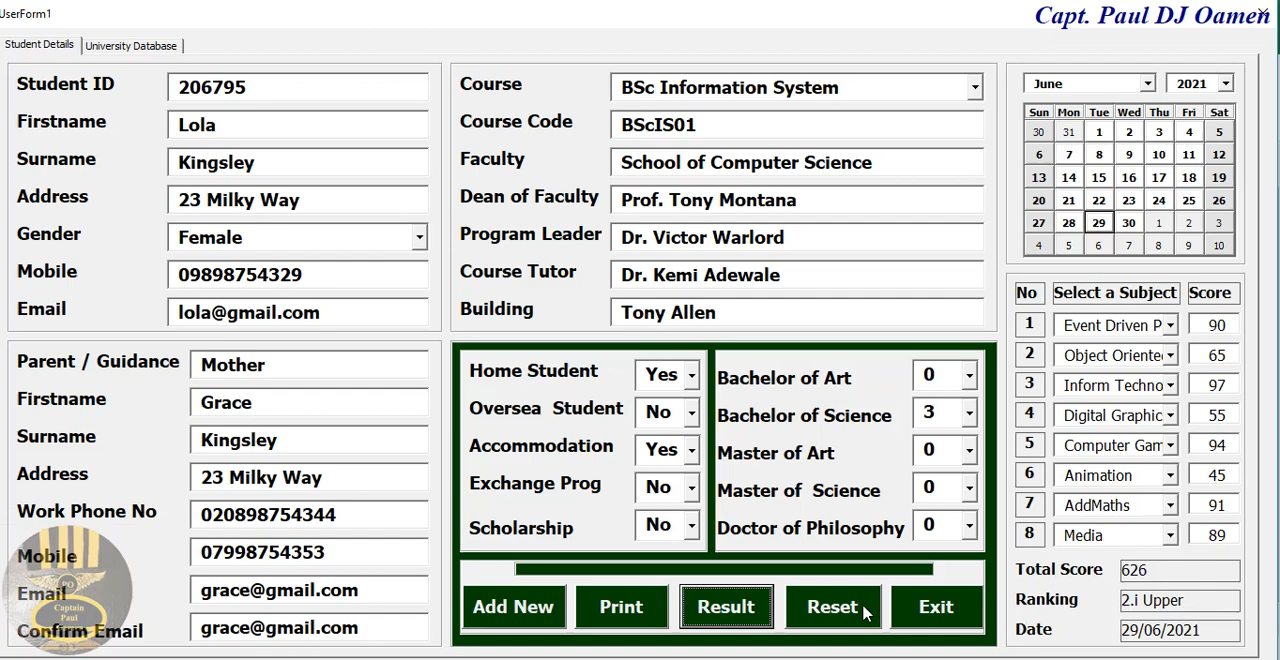 UserForm1
Capt. Paul DJ Oamen
Student Details
University Database
Student ID 206795
Firstname Lola
Surname Kingsley
Address 23 Milky Way
Gender Female
Mobile 09898754329
Email lola@gmail.com
Course BSc Information System
Course Code BScIS01
Faculty School of Computer Science
Dean of Faculty Prof. Tony Montana
Program Leader Dr. Victor Warlord
Course Tutor Dr. Kemi Adewale
Building Tony Allen
June 2021
Sun Mon Tue Wed Thu Fri Sat
30 31 1 2 3 4 5
6 7 8 9 10 11 12
13 14 15 16 17 18 19
20 21 22 23 24 25 26
27 28 29 30 1 2 3
4 5 6 7 8 9 10
Parent / Guidance Mother
Firstname Grace
Surname Kingsley
Address 23 Milky Way
Work Phone No 020898754344
Mobile 07998754353
Email grace@gmail.com
Confirm Email grace@gmail.com
PO
Captain
Paul
Home Student Yes
Oversea Student No
Accommodation Yes
Exchange Prog No
Scholarship No
Bachelor of Art 0
Bachelor of Science 3
Master of Art 0
Master of Science 0
Doctor of Philosophy 0
Add New
Print
Result
Reset
Exit
No Select a Subject Score
1 Event Driven P 90
2 Object Oriente 65
3 Inform Techno 97
4 Digital Graphic 55
5 Computer Gam 94
6 Animation 45
7 AddMaths 91
8 Media 89
Total Score 626
Ranking 2.i Upper
Date 29/06/2021